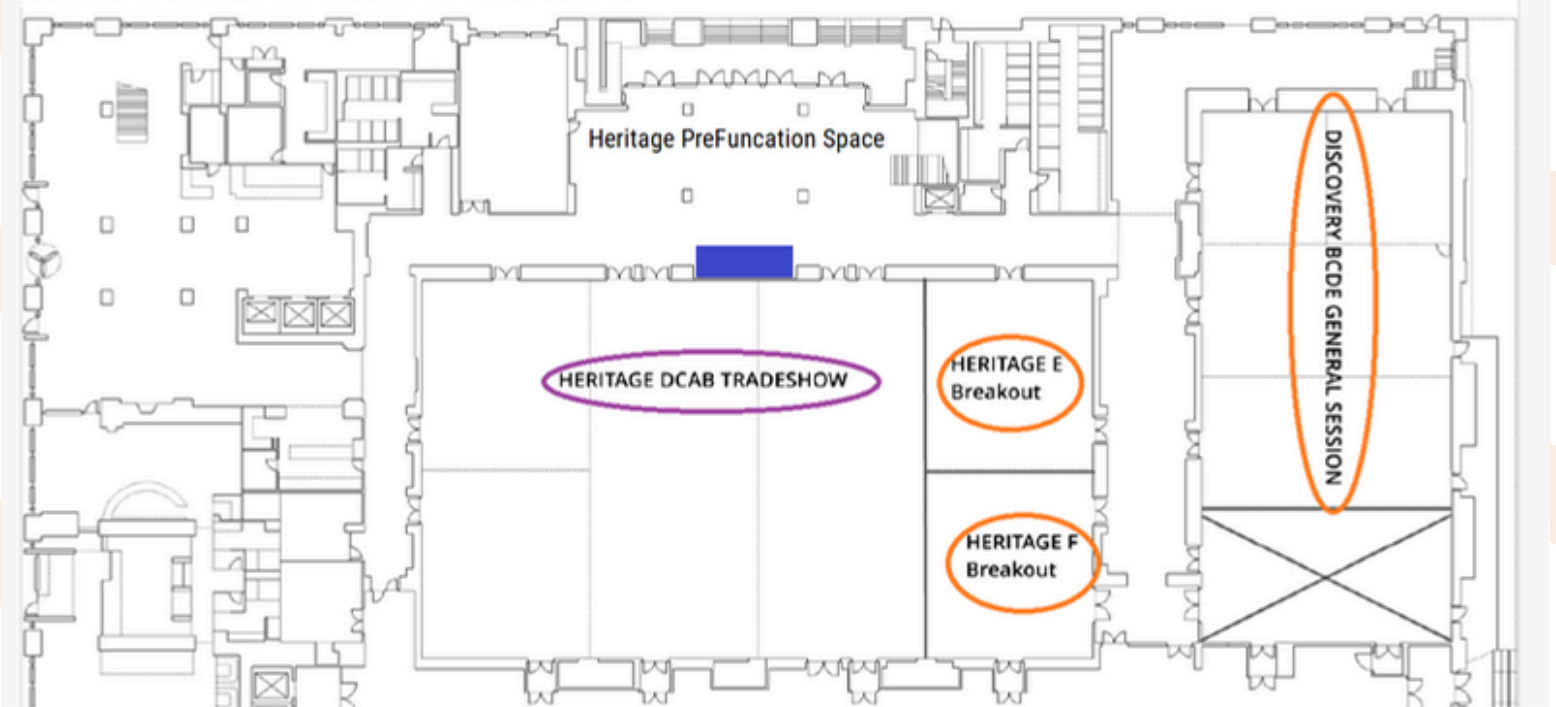 Heritage PreFuncation Space
HERITAGE DCAB TRADESHOW
HERITAGE E
Breakout
HERITAGE F
Breakout
DISCOVERY BCDE GENERAL SESSION